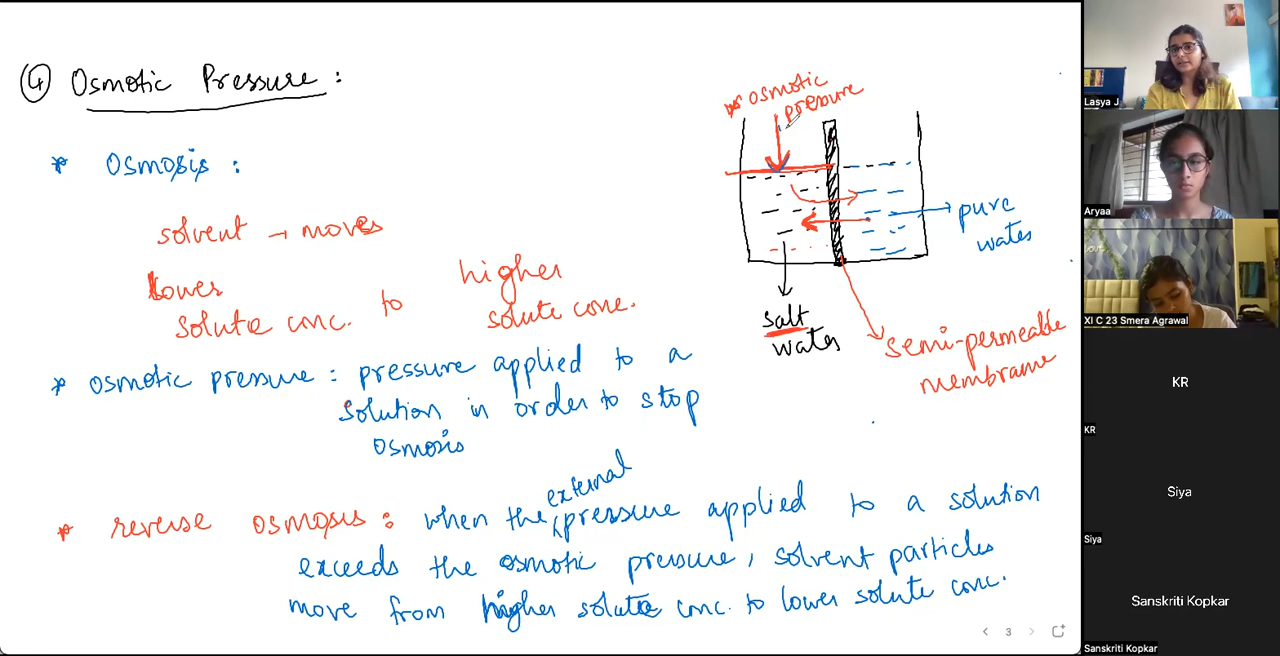 ④ Osmotic Pressure :
* Osmosis :
solvent → moves
lower solute conc. to higher solute conc.
* osmotic pressure : pressure applied to a
solution in order to stop
osmosis
* reverse osmosis : when the external pressure applied to a solution
exceeds the osmotic pressure, solvent particles
move from higher solute conc. to lower solute conc.
osmotic
pressure
pure
water
salt
water
semi-permeable
membrane
3
Lasya J
Aryaa
XI C 23 Smera Agrawal
KR
KR
Siya
Siya
Sanskriti Kopkar
Sanskriti Kopkar